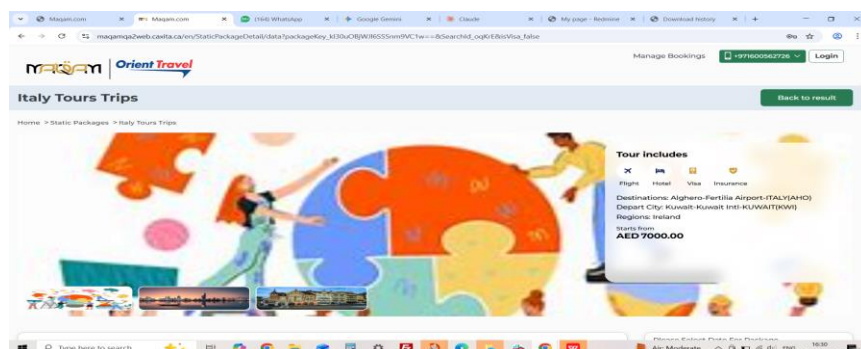 Maqam.com
Maqam.com
(164) WhatsApp
Google Gemini
Claude
My page - Redmine
Download history
maqamqa2web.caxita.ca/en/StaticPackageDetail/data?packageKey_kl30uOBjWJl65S5nm9VC1w==&SearchId_oqKrE&isVisa_false
MAQÂM
Orient Travel
Manage Bookings
+971600562726
Login
Italy Tours Trips
Back to result
Home > Static Packages > Italy Tours Trips
Tour includes
Flight Hotel Visa Insurance
Destinations: Alghero-Fertilia Airport-ITALY(AHO)
Depart City: Kuwait-Kuwait Intl-KUWAIT(KWI)
Regions: Ireland
Starts from
AED 7000.00
Please Select Date For Package
Type here to search
Air: Moderate
ENG
16:30